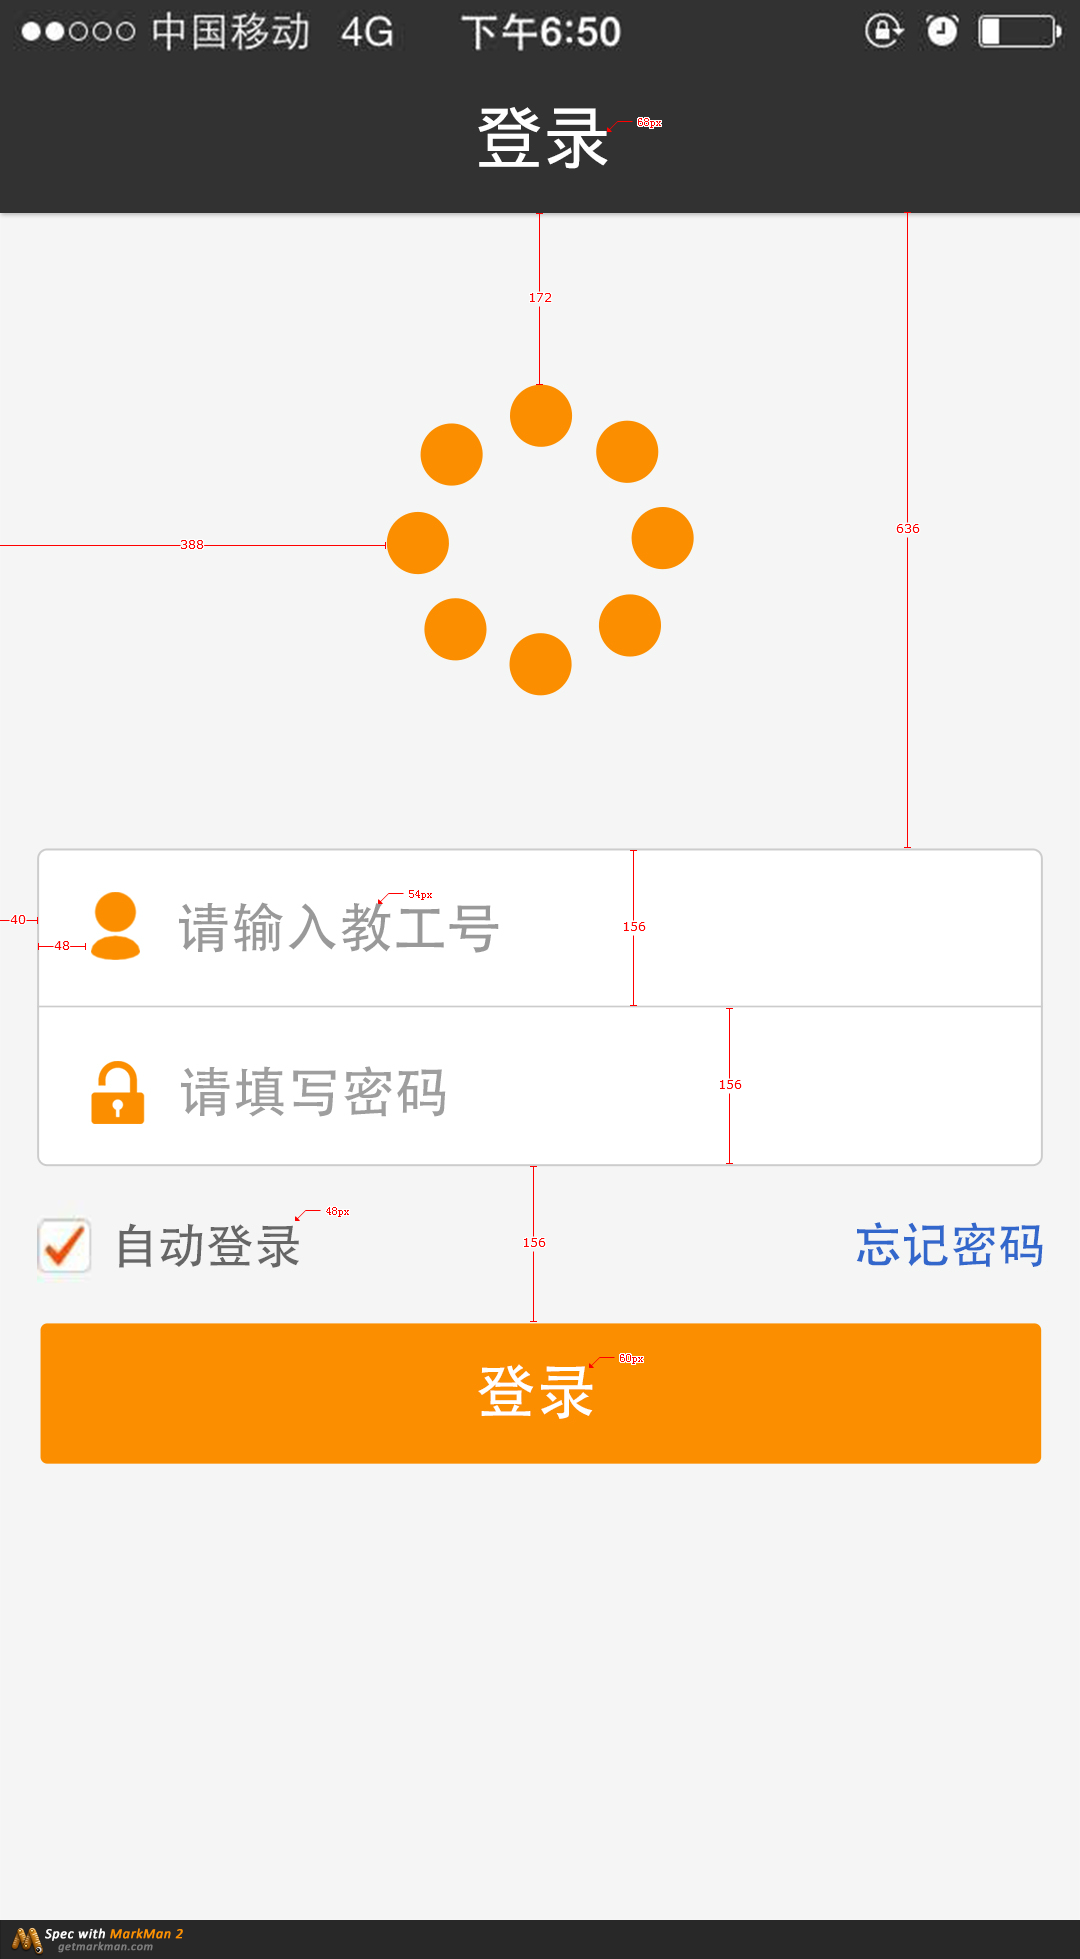 中国移动 4G 下午6:50
登录
68px
172
388
636
请输入教工号
54px
40
48
156
请填写密码
156
自动登录
48px
忘记密码
156
登录
60px
Spec with MarkMan 2
getmarkman.com